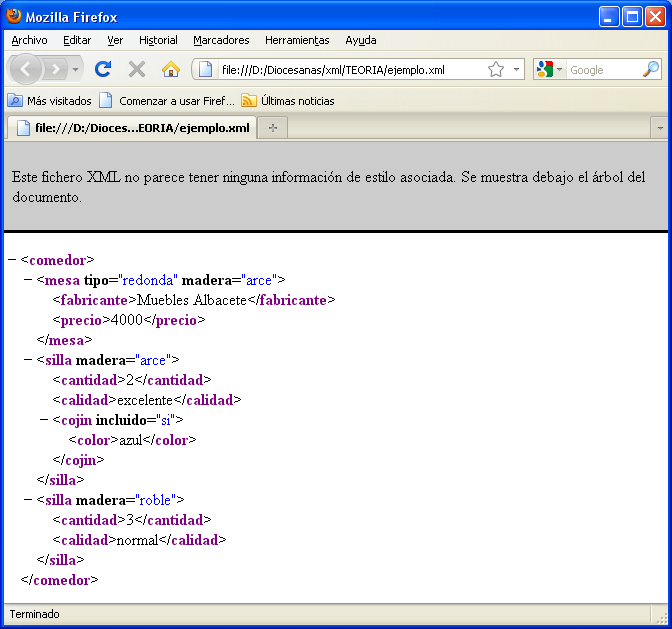 Mozilla Firefox
Archivo Editar Ver Historial Marcadores Herramientas Ayuda
file:///D:/Diocesanas/xml/TEORIA/ejemplo.xml Google
Más visitados Comenzar a usar Firef... Últimas noticias
file:///D:/Dioces...EORIA/ejemplo.xml
Este fichero XML no parece tener ninguna información de estilo asociada. Se muestra debajo el árbol del
documento.
− <comedor>
− <mesa tipo="redonda" madera="arce">
<fabricante>Muebles Albacete</fabricante>
<precio>4000</precio>
</mesa>
− <silla madera="arce">
<cantidad>2</cantidad>
<calidad>excelente</calidad>
− <cojin incluido="si">
<color>azul</color>
</cojin>
</silla>
− <silla madera="roble">
<cantidad>3</cantidad>
<calidad>normal</calidad>
</silla>
</comedor>
Terminado